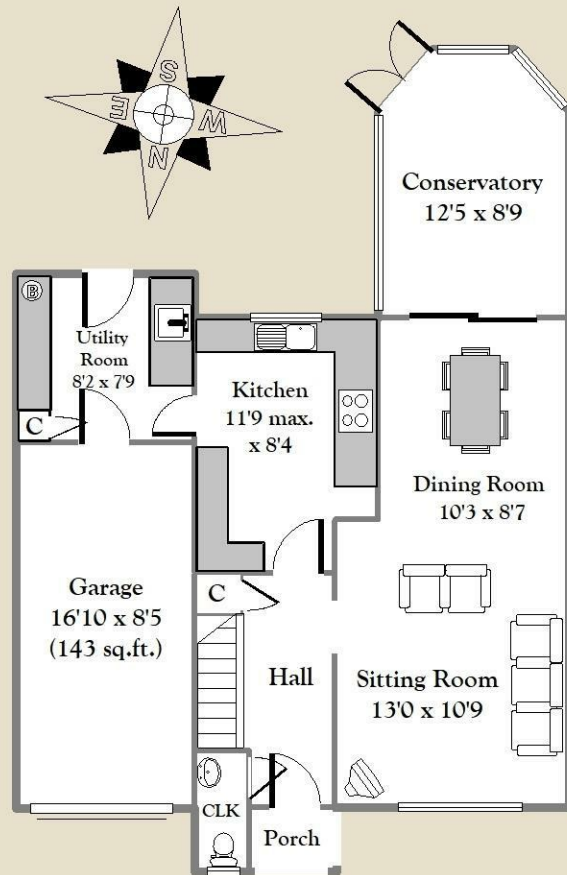 S
E
W
N
Conservatory
12'5 x 8'9
B
Utility
Room
8'2 x 7'9
C
Kitchen
11'9 max.
x 8'4
Dining Room
10'3 x 8'7
Garage
16'10 x 8'5
(143 sq.ft.)
C
Hall
Sitting Room
13'0 x 10'9
CLK
Porch